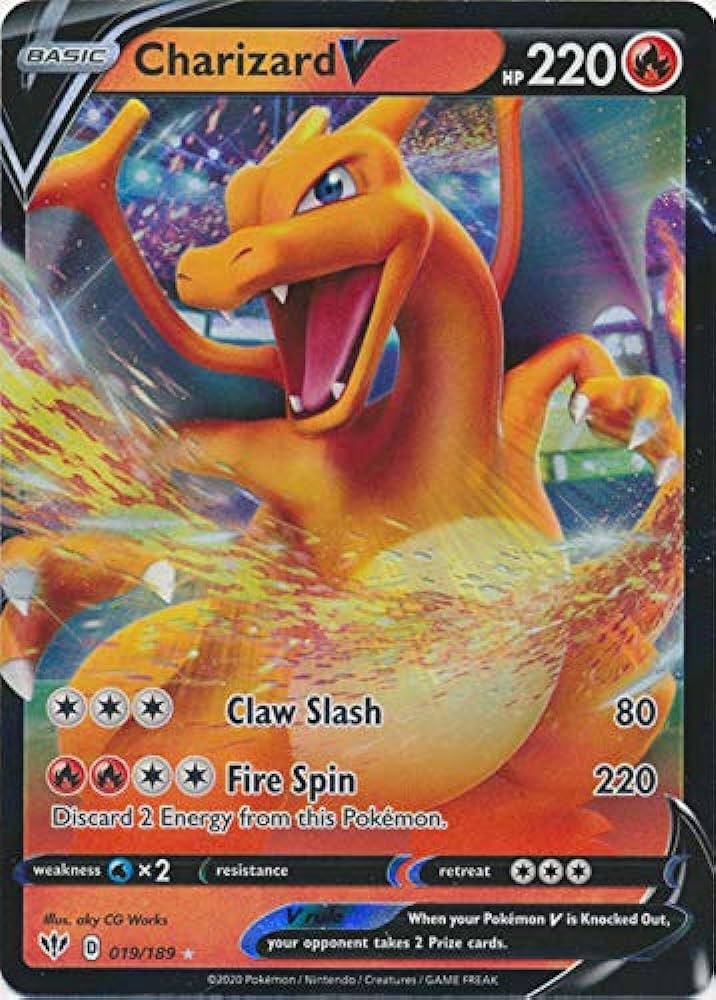 BASIC Charizard V HP 220
Claw Slash 80
Fire Spin 220
Discard 2 Energy from this Pokémon.
weakness ×2 resistance retreat
Illus. aky CG Works
V rule When your Pokémon V is Knocked Out,
your opponent takes 2 Prize cards.
D 019/189
©2020 Pokémon / Nintendo / Creatures / GAME FREAK